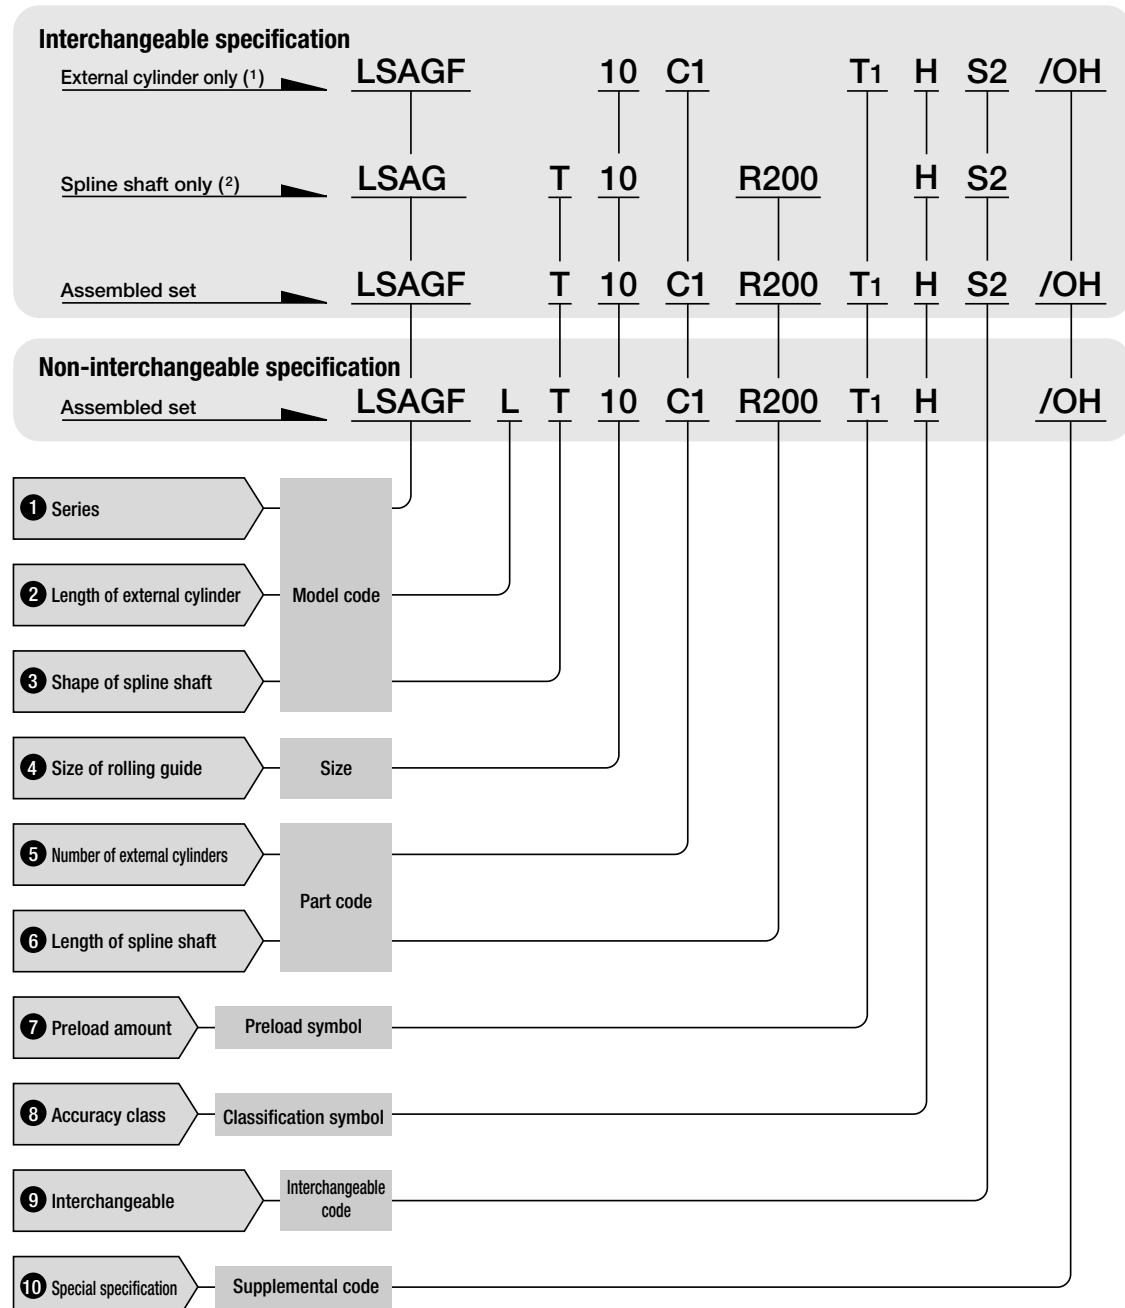 Interchangeable specification
External cylinder only (1) LSAGF 10 C1 T1 H S2 /OH
Spline shaft only (2) LSAG T 10 R200 H S2
Assembled set LSAGF T 10 C1 R200 T1 H S2 /OH
Non-interchangeable specification
Assembled set LSAGF L T 10 C1 R200 T1 H /OH
1 Series
2 Length of external cylinder
Model code
3 Shape of spline shaft
4 Size of rolling guide
Size
5 Number of external cylinders
Part code
6 Length of spline shaft
7 Preload amount
Preload symbol
8 Accuracy class
Classification symbol
9 Interchangeable
Interchangeable
code
10 Special specification
Supplemental code